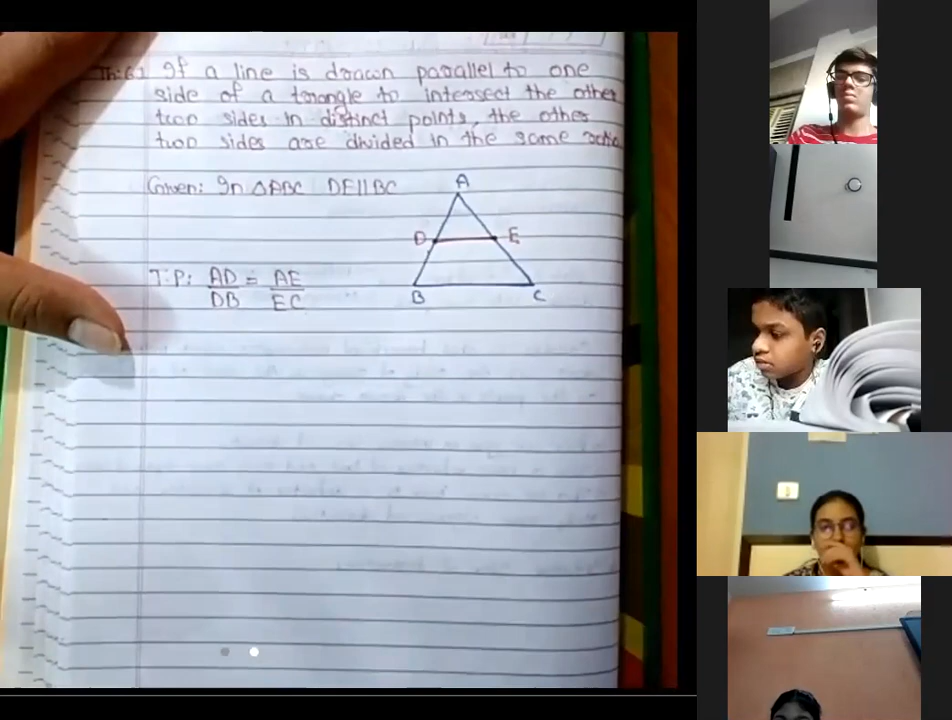 Th:6.1 If a line is drawn parallel to one
side of a triangle to intersect the other
two sides in distinct points, the other
two sides are divided in the same ratio
Given: In △ABC DE||BC
A
D E
T.P: AD = AE
DB EC
B C